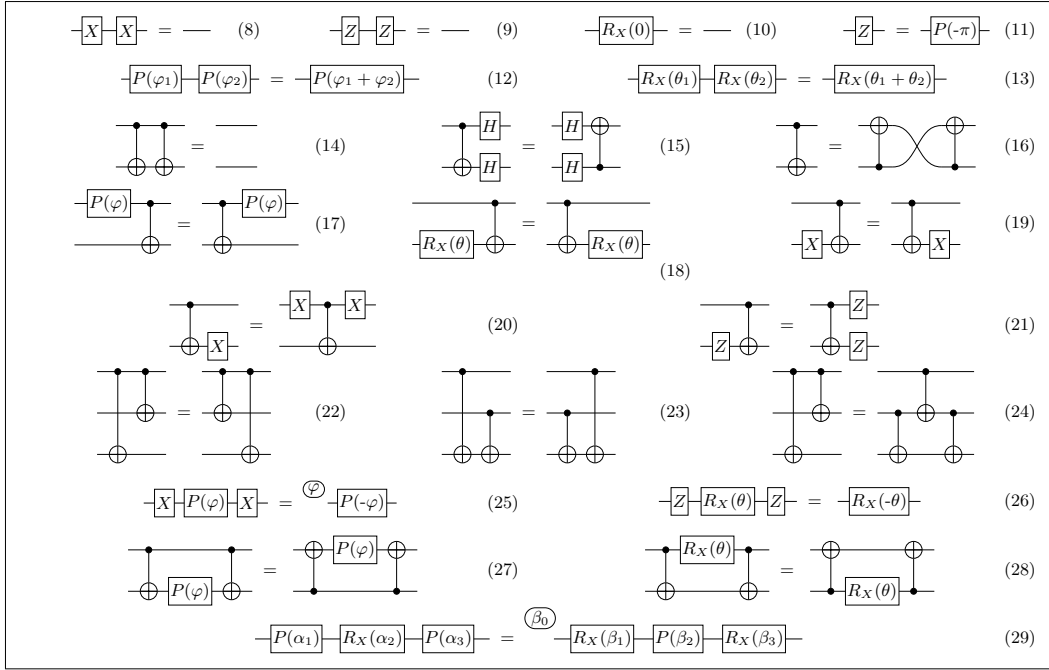 X X = (8) Z Z = (9) R_X(0) = (10) Z = P(-π) (11)
P(φ₁) P(φ₂) = P(φ₁ + φ₂) (12) R_X(θ₁) R_X(θ₂) = R_X(θ₁ + θ₂) (13)
= (14) H H = H H (15) = (16)
P(φ) = P(φ) (17) R_X(θ) = R_X(θ) (18) X = X (19)
X = X X (20) Z = Z Z (21)
= (22) = (23) = (24)
X P(φ) X = φ P(-φ) (25) Z R_X(θ) Z = R_X(-θ) (26)
P(φ) = P(φ) (27) R_X(θ) = R_X(θ) (28)
P(α₁) R_X(α₂) P(α₃) = β₀ R_X(β₁) P(β₂) R_X(β₃) (29)